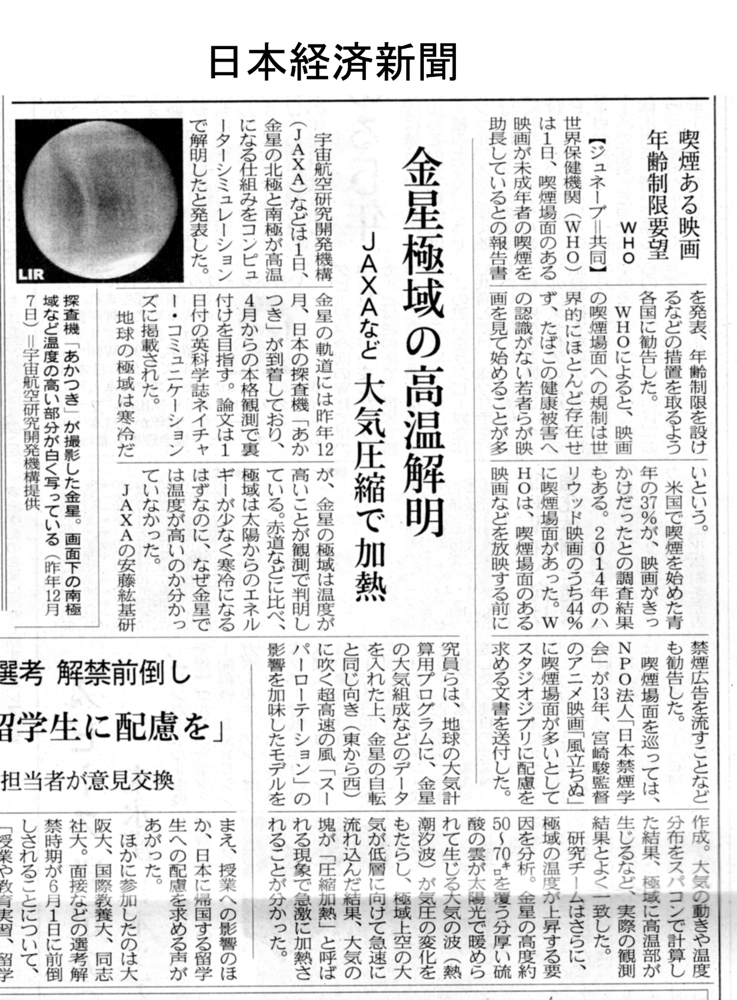 日本経済新聞
喫煙ある映画
年齢制限要望
WHO
【ジュネーブ＝共同】
世界保健機関（WHO）
は1日、喫煙場面のある
映画が未成年者の喫煙を
助長しているとの報告書
を発表、年齢制限を設け
るなどの措置を取るよう
各国に勧告した。
WHOによると、映画
の喫煙場面への規制は世
界的にほとんど存在せ
ず、たばこの健康被害へ
の認識がない若者らが映
画を見て始めることが多
いという。
米国で喫煙を始めた青
年の37％が、映画がきっ
かけだったとの調査結果
もある。2014年のハ
リウッド映画のうち44％
に喫煙場面があった。W
HOは、喫煙場面のある
映画などを放映する前に
禁煙広告を流すことなど
も勧告した。
喫煙場面を巡っては、
NPO法人「日本禁煙学
会」が13年、宮崎駿監督
のアニメ映画「風立ちぬ」
に喫煙場面が多いとして
スタジオジブリに配慮を
求める文書を送付した。
金星極域の高温解明
JAXAなど 大気圧縮で加熱
宇宙航空研究開発機構
（JAXA）などは1日、
金星の北極と南極が高温
になる仕組みをコンピュ
ーターシミュレーション
で解明したと発表した。
金星の軌道には昨年12
月、日本の探査機「あか
つき」が到着しており、
4月からの本格観測で裏
付けを目指す。論文は1
日付の英科学誌ネイチャ
ー・コミュニケーション
ズに掲載された。
地球の極域は寒冷だ
が、金星の極域は温度が
高いことが観測で判明し
ている。赤道などに比べ、
極域は太陽からのエネル
ギーが少なく寒冷になる
はずなのに、なぜ金星で
は温度が高いのか分かっ
ていなかった。
JAXAの安藤紘基研
究員らは、地球の大気計
算用プログラムに、金星
の大気組成などのデータ
を入れた上、金星の自転
と同じ向き（東から西）
に吹く超高速の風「スー
パーローテーション」の
影響を加味したモデルを
作成。大気の動きや温度
分布をスパコンで計算し
た結果、極域に高温部が
生じるなど、実際の観測
結果とよく一致した。
研究チームはさらに、
極域の温度が上昇する要
因を分析。金星の高度約
50〜70㌔を覆う分厚い硫
酸の雲が太陽光で暖めら
れて生じる大気の波（熱
潮汐波）が気圧の変化を
もたらし、極域上空の大
気が低層に向けて急速に
流れ込んだ結果、大気の
塊が「圧縮加熱」と呼ば
れる現象で急激に加熱さ
れることが分かった。
LIR
探査機「あかつき」が撮影した金星。画面下の南極
域など温度の高い部分が白く写っている（昨年12月
7日）＝宇宙航空研究開発機構提供
選考 解禁前倒し
留学生に配慮を」
担当者が意見交換
まえ、授業への影響のほ
か、日本に帰国する留学
生への配慮を求める声が
あがった。
ほかに参加したのは大
阪大、国際教養大、同志
社大。面接などの選考解
禁時期が6月1日に前倒
しされることについて、
「授業や教育実習、留学